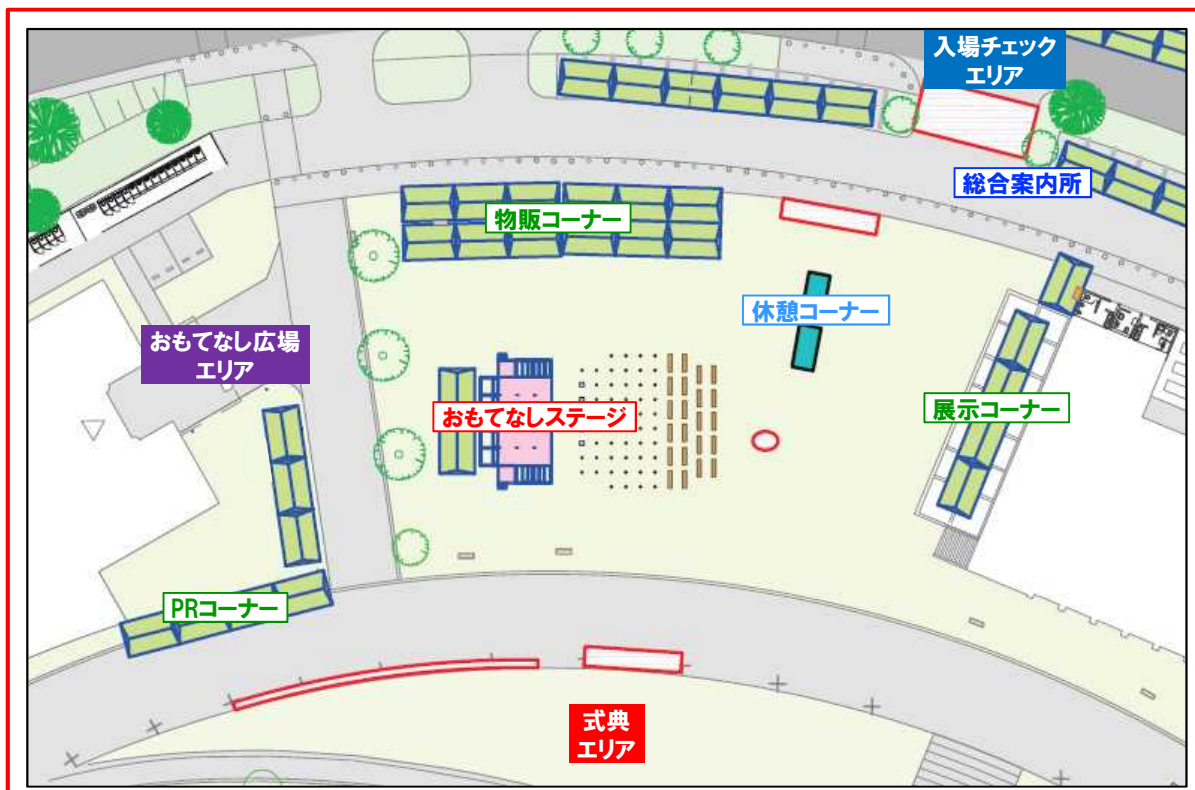 入場チェック
エリア
総合案内所
物販コーナー
休憩コーナー
おもてなし広場
エリア
おもてなしステージ
展示コーナー
PRコーナー
式典
エリア